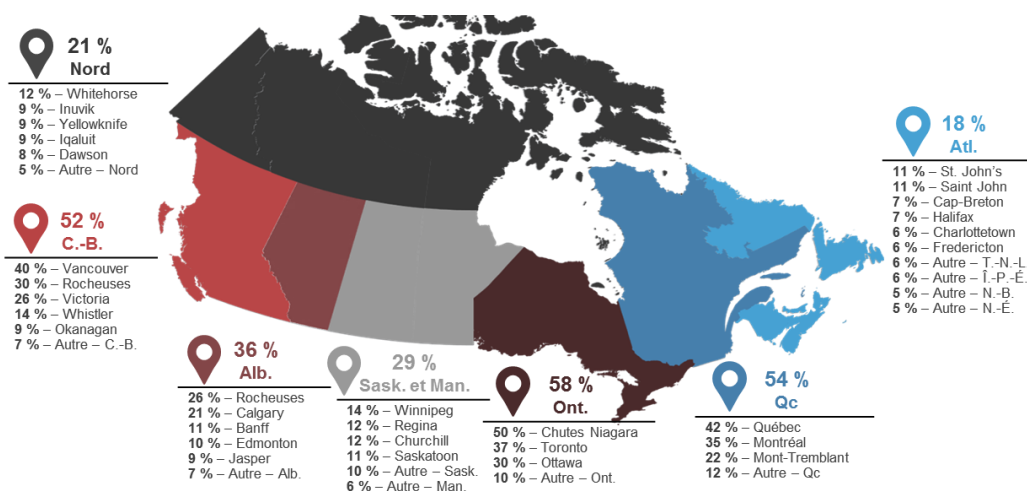 21 %
Nord
12 % – Whitehorse
9 % – Inuvik
9 % – Yellowknife
9 % – Iqaluit
8 % – Dawson
5 % – Autre – Nord
52 %
C.-B.
40 % – Vancouver
30 % – Rocheuses
26 % – Victoria
14 % – Whistler
9 % – Okanagan
7 % – Autre – C.-B.
36 %
Alb.
26 % – Rocheuses
21 % – Calgary
11 % – Banff
10 % – Edmonton
9 % – Jasper
7 % – Autre – Alb.
29 %
Sask. et Man.
14 % – Winnipeg
12 % – Regina
12 % – Churchill
11 % – Saskatoon
10 % – Autre – Sask.
6 % – Autre – Man.
58 %
Ont.
50 % – Chutes Niagara
37 % – Toronto
30 % – Ottawa
10 % – Autre – Ont.
54 %
Qc
42 % – Québec
35 % – Montréal
22 % – Mont-Tremblant
12 % – Autre – Qc
18 %
Atl.
11 % – St. John's
11 % – Saint John
7 % – Cap-Breton
7 % – Halifax
6 % – Charlottetown
6 % – Fredericton
6 % – Autre – T.-N.-L
6 % – Autre – Î.-P.-É.
5 % – Autre – N.-B.
5 % – Autre – N.-É.